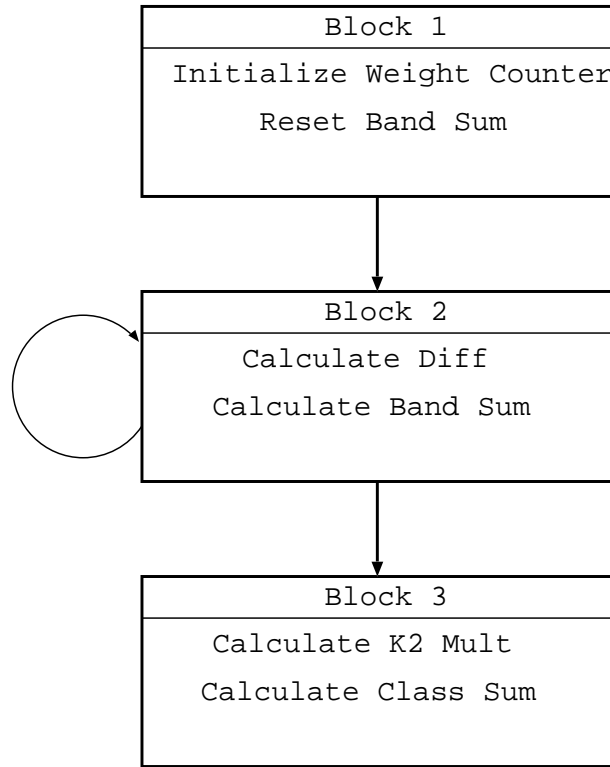 Block 1
Initialize Weight Counter
Reset Band Sum
Block 2
Calculate Diff
Calculate Band Sum
Block 3
Calculate K2 Mult
Calculate Class Sum